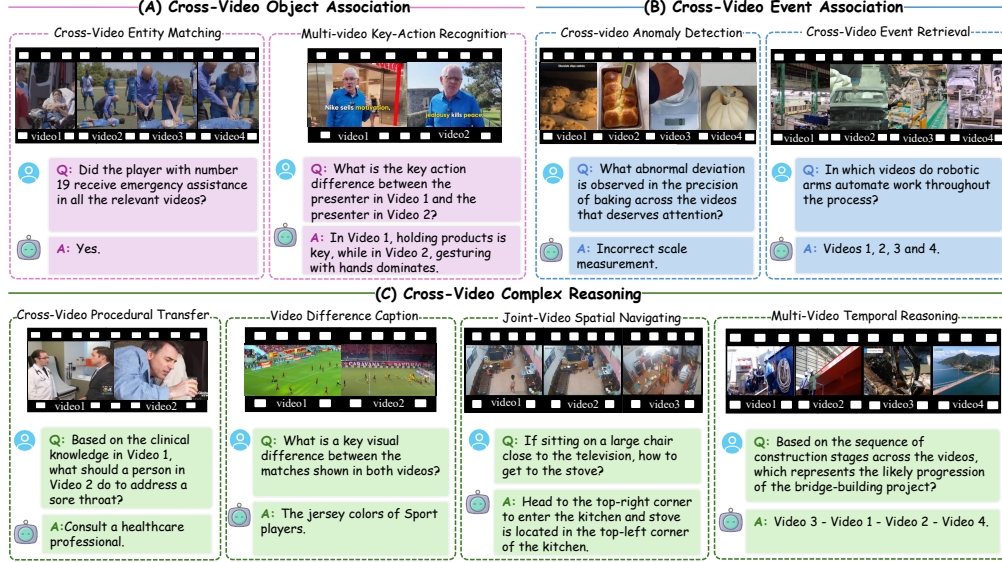 (A) Cross-Video Object Association
(B) Cross-Video Event Association
Cross-Video Entity Matching
video1 video2 video3 video4
Q: Did the player with number
19 receive emergency assistance
in all the relevant videos?
A: Yes.
Multi-video Key-Action Recognition
Nike sells motivation,
jealousy kills peace
video1 video2
Q: What is the key action
difference between the
presenter in Video 1 and the
presenter in Video 2?
A: In Video 1, holding products is
key, while in Video 2, gesturing
with hands dominates.
Cross-video Anomaly Detection
video1 video2 video3 video4
Q: What abnormal deviation
is observed in the precision
of baking across the videos
that deserves attention?
A: Incorrect scale
measurement.
Cross-Video Event Retrieval
video1 video2 video3 video4
Q: In which videos do robotic
arms automate work throughout
the process?
A: Videos 1, 2, 3 and 4.
(C) Cross-Video Complex Reasoning
Cross-Video Procedural Transfer
video1 video2
Q: Based on the clinical
knowledge in Video 1,
what should a person in
Video 2 do to address a
sore throat?
A:Consult a healthcare
professional.
Video Difference Caption
video1 video2
Q: What is a key visual
difference between the
matches shown in both videos?
A: The jersey colors of Sport
players.
Joint-Video Spatial Navigating
video1 video2 video3
Q: If sitting on a large chair
close to the television, how to
get to the stove?
A: Head to the top-right corner
to enter the kitchen and stove
is located in the top-left corner
of the kitchen.
Multi-Video Temporal Reasoning
video1 video2 video3 video4
Q: Based on the sequence of
construction stages across the videos,
which represents the likely progression
of the bridge-building project?
A: Video 3 - Video 1 - Video 2 - Video 4.